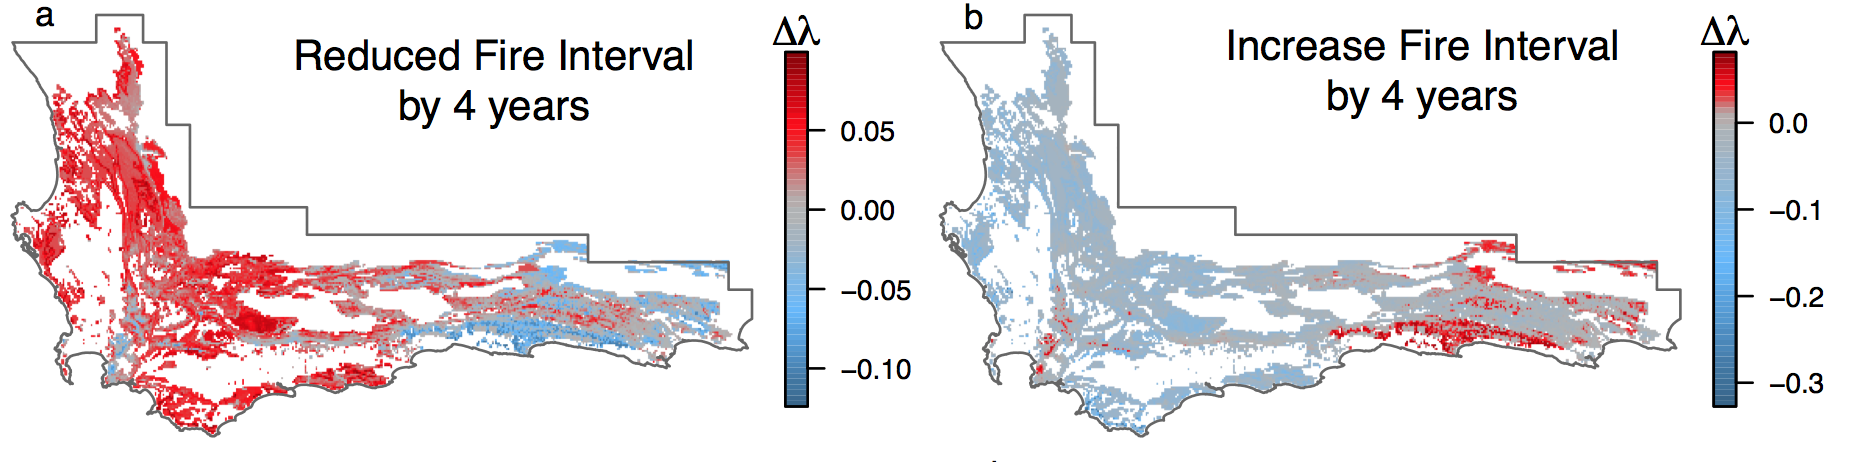 a
Reduced Fire Interval
by 4 years
Δλ
0.05
0.00
−0.05
−0.10
b
Increase Fire Interval
by 4 years
Δλ
0.0
−0.1
−0.2
−0.3